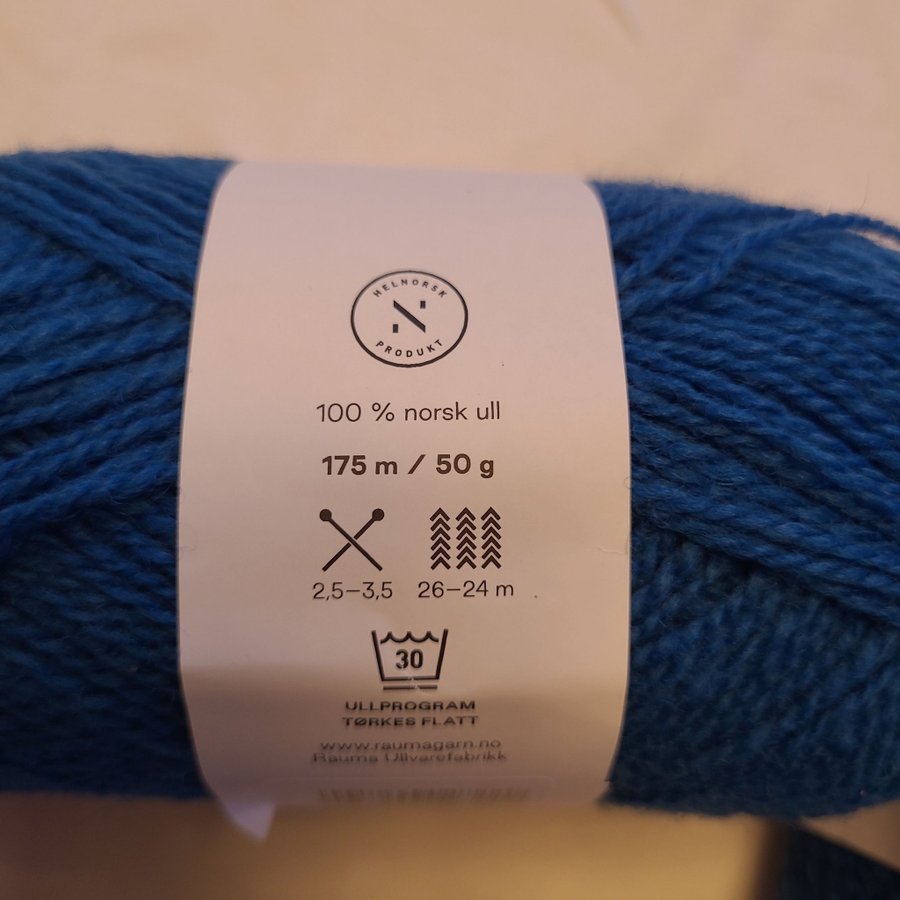 HELNORSK
PRODUKT
100 % norsk ull
175 m / 50 g
2,5–3,5 26–24 m
30
ULLPROGRAM
TØRKES FLATT
www.raumagarn.no
Rauma Ullvarefabrikk